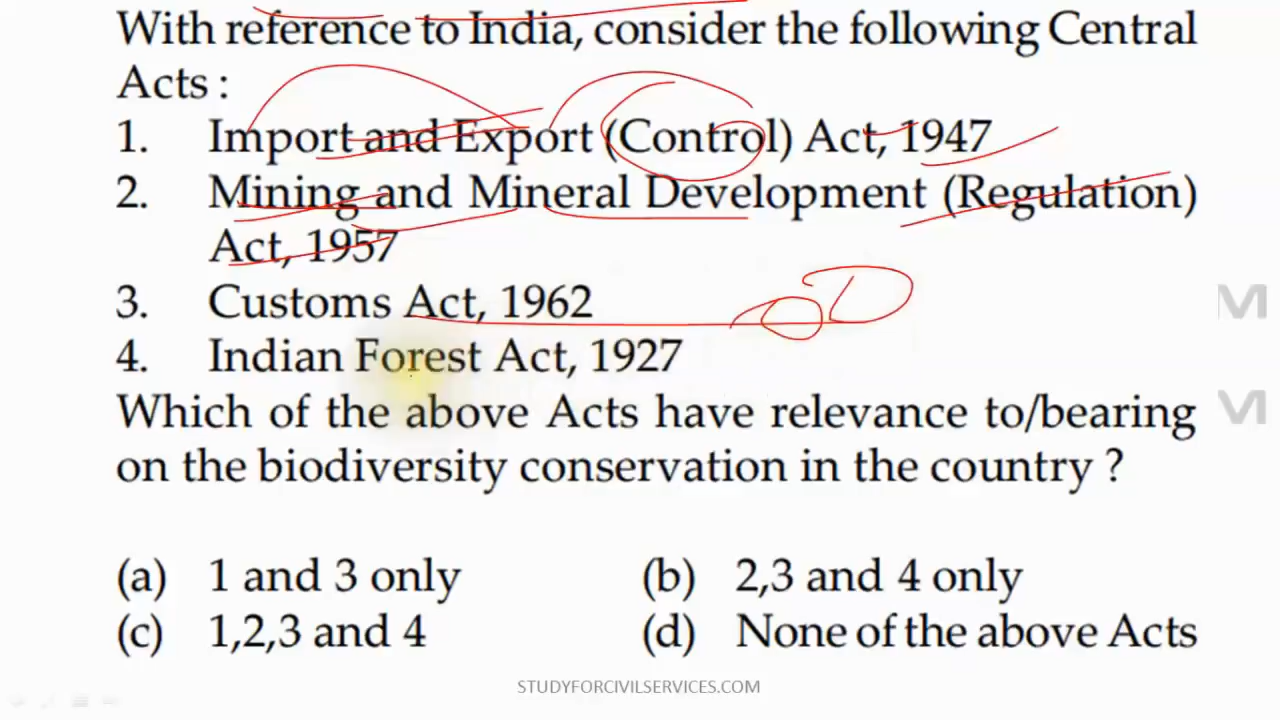 With reference to India, consider the following Central
Acts :
1. Import and Export (Control) Act, 1947
2. Mining and Mineral Development (Regulation)
Act, 1957
3. Customs Act, 1962
4. Indian Forest Act, 1927
Which of the above Acts have relevance to/bearing
on the biodiversity conservation in the country ?
(a) 1 and 3 only (b) 2,3 and 4 only
(c) 1,2,3 and 4 (d) None of the above Acts
STUDYFORCIVILSERVICES.COM